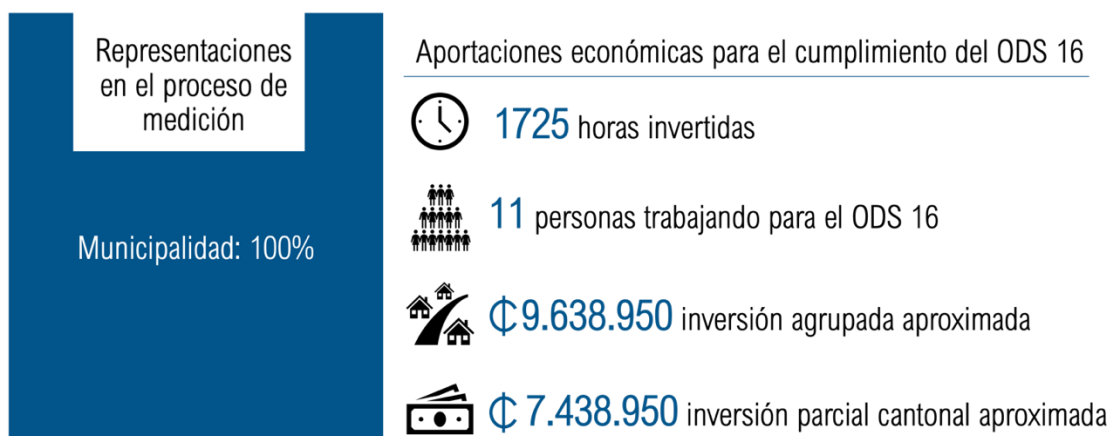 Representaciones
en el proceso de
medición
Municipalidad: 100%
Aportaciones económicas para el cumplimiento del ODS 16
1725 horas invertidas
11 personas trabajando para el ODS 16
₵9.638.950 inversión agrupada aproximada
₵ 7.438.950 inversión parcial cantonal aproximada